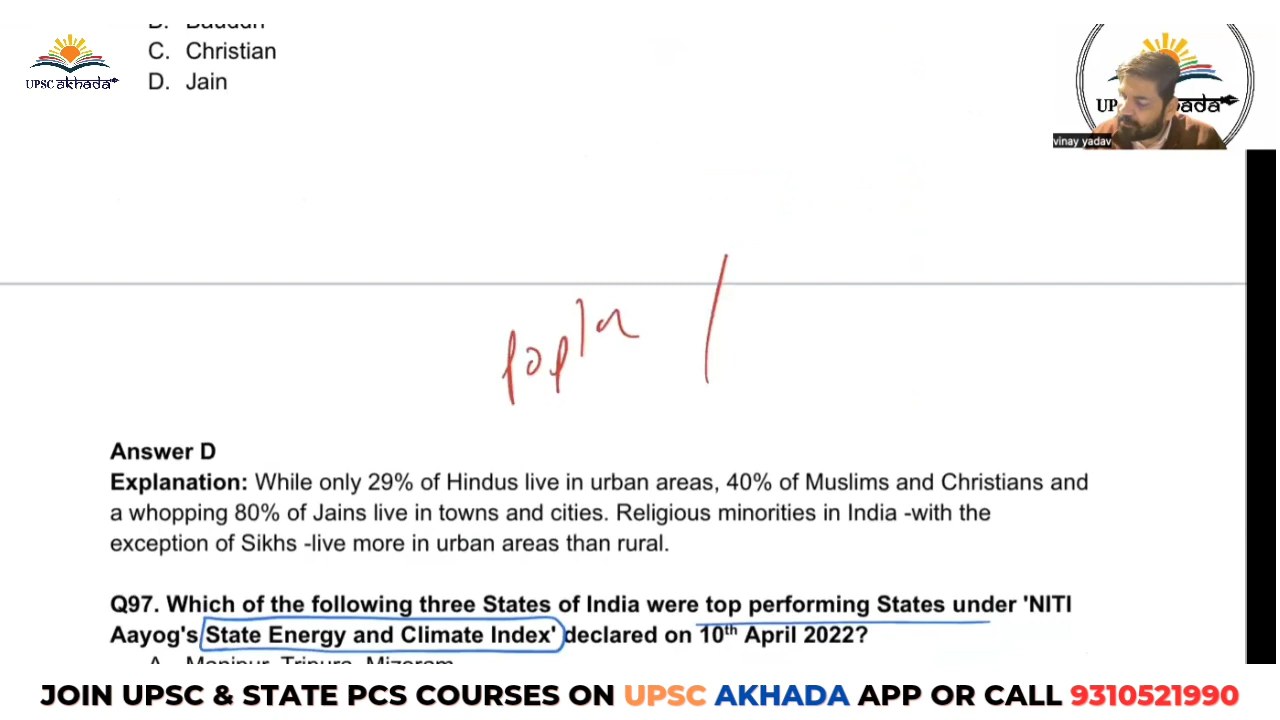 C. Christian
D. Jain
UPSC akhada
vinay yadav
Answer D
Explanation: While only 29% of Hindus live in urban areas, 40% of Muslims and Christians and
a whopping 80% of Jains live in towns and cities. Religious minorities in India -with the
exception of Sikhs -live more in urban areas than rural.
Q97. Which of the following three States of India were top performing States under 'NITI
Aayog's State Energy and Climate Index' declared on 10th April 2022?
A. Manipur, Tripura, Mizoram
JOIN UPSC & STATE PCS COURSES ON UPSC AKHADA APP OR CALL 9310521990